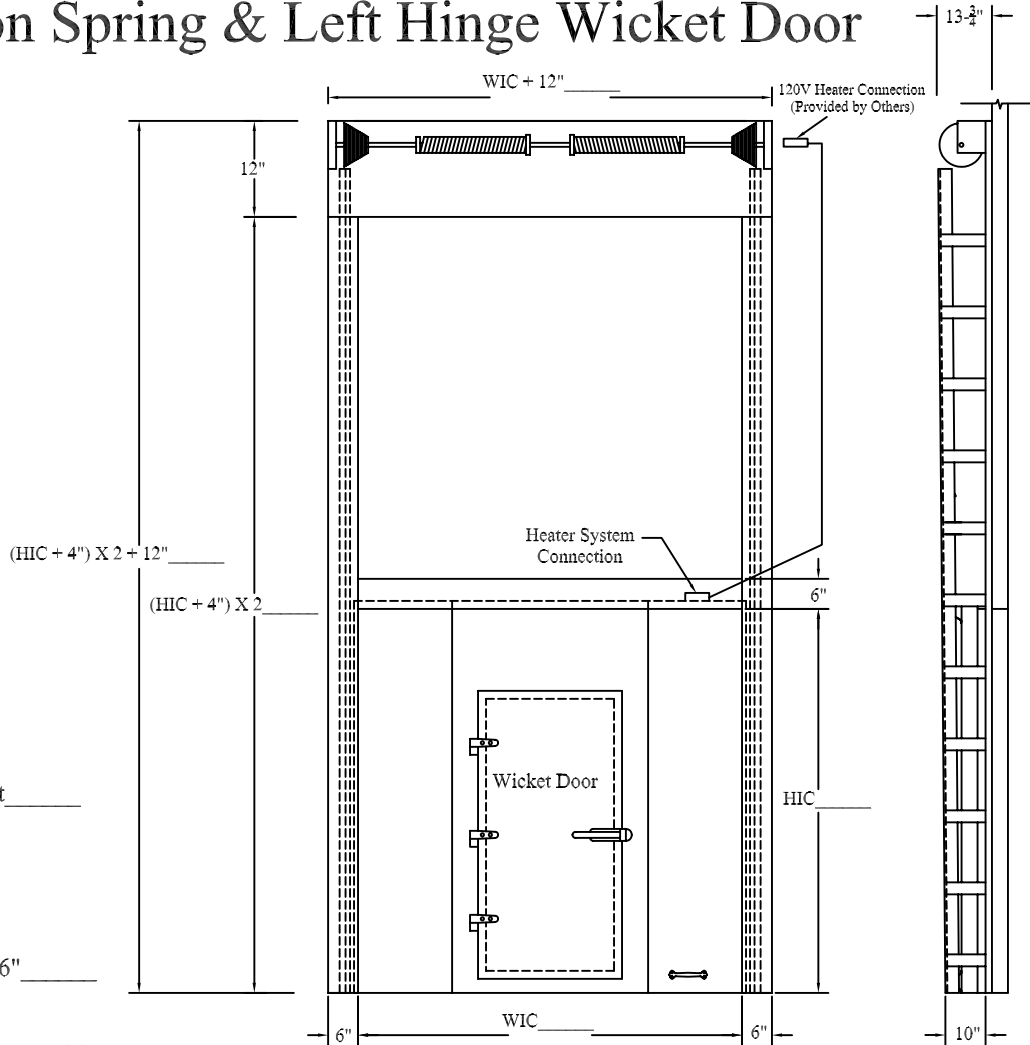 on Spring & Left Hinge Wicket Door
13-3/4"
WIC + 12"______
120V Heater Connection
(Provided by Others)
12"
Heater System
Connection
(HIC + 4") X 2 + 12"______
(HIC + 4") X 2______
6"
Wicket Door
t________
HIC______
6"________
WIC______
6"
6"
10"